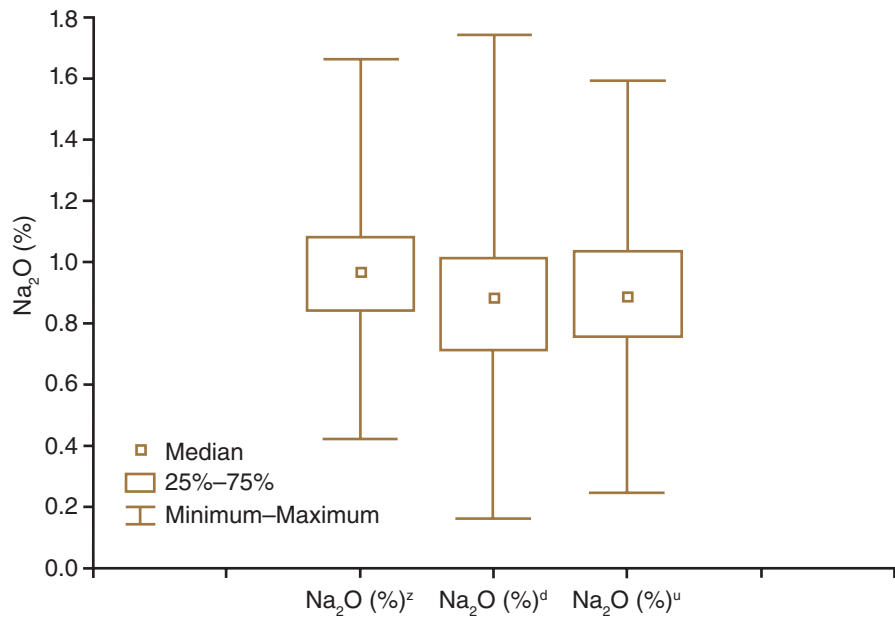 1.8
1.6
1.4
1.2
1.0
0.8
0.6
0.4
0.2
0.0
Na₂O (%)
Median
25%–75%
Minimum–Maximum
Na₂O (%)ᶻ Na₂O (%)ᵈ Na₂O (%)ᵘ